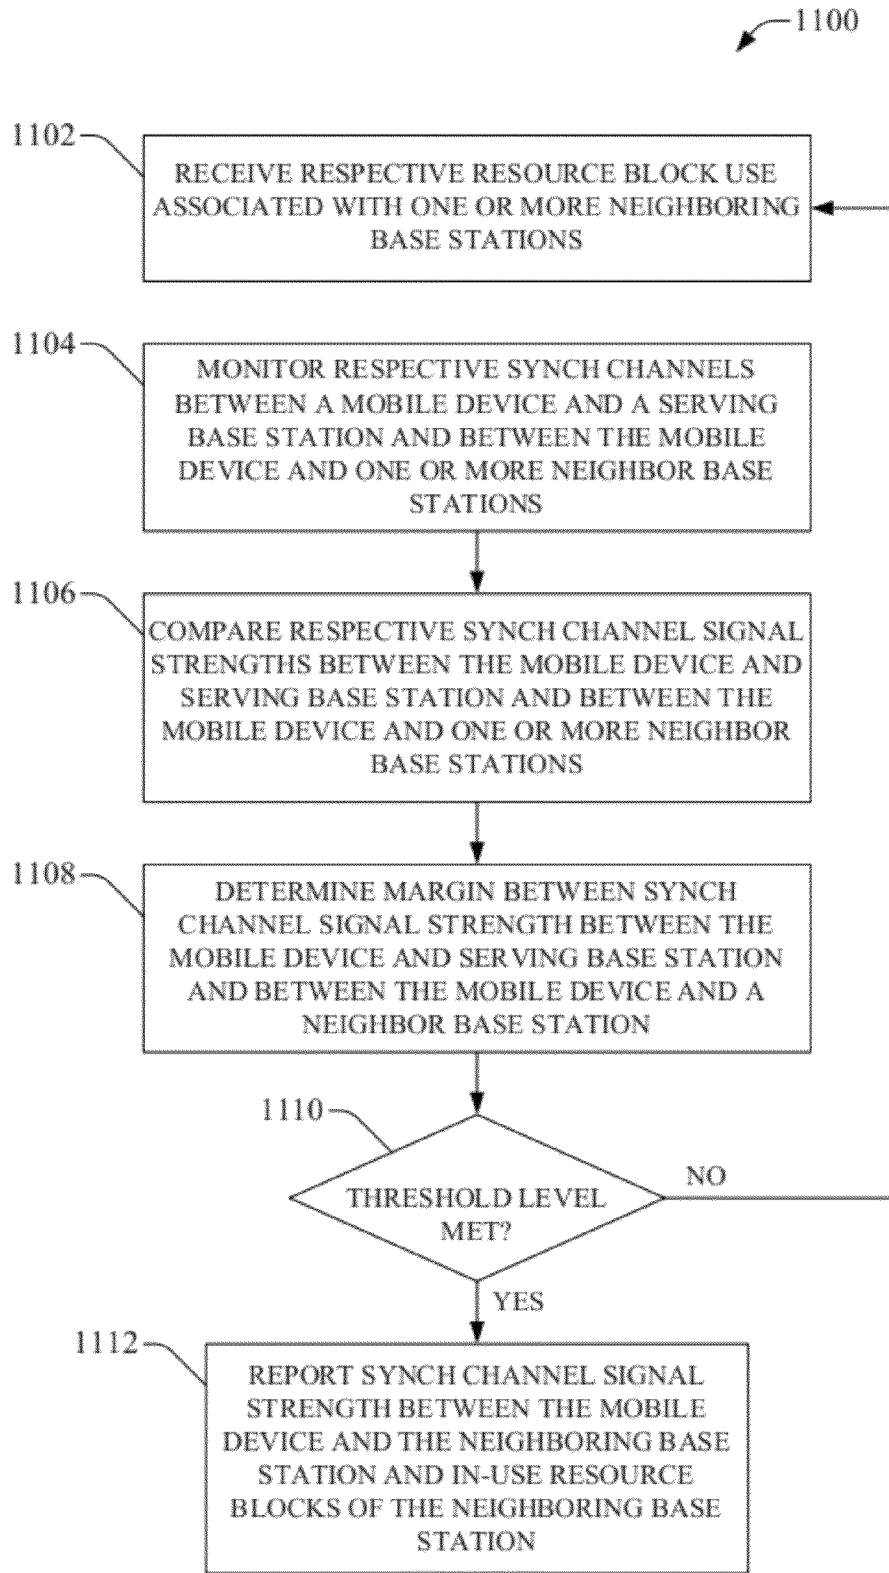 1100
1102
RECEIVE RESPECTIVE RESOURCE BLOCK USE
ASSOCIATED WITH ONE OR MORE NEIGHBORING
BASE STATIONS
1104
MONITOR RESPECTIVE SYNCH CHANNELS
BETWEEN A MOBILE DEVICE AND A SERVING
BASE STATION AND BETWEEN THE MOBILE
DEVICE AND ONE OR MORE NEIGHBOR BASE
STATIONS
1106
COMPARE RESPECTIVE SYNCH CHANNEL SIGNAL
STRENGTHS BETWEEN THE MOBILE DEVICE AND
SERVING BASE STATION AND BETWEEN THE
MOBILE DEVICE AND ONE OR MORE NEIGHBOR
BASE STATIONS
1108
DETERMINE MARGIN BETWEEN SYNCH
CHANNEL SIGNAL STRENGTH BETWEEN THE
MOBILE DEVICE AND SERVING BASE STATION
AND BETWEEN THE MOBILE DEVICE AND A
NEIGHBOR BASE STATION
1110
THRESHOLD LEVEL
MET?
NO
YES
1112
REPORT SYNCH CHANNEL SIGNAL
STRENGTH BETWEEN THE MOBILE
DEVICE AND THE NEIGHBORING BASE
STATION AND IN-USE RESOURCE
BLOCKS OF THE NEIGHBORING BASE
STATION